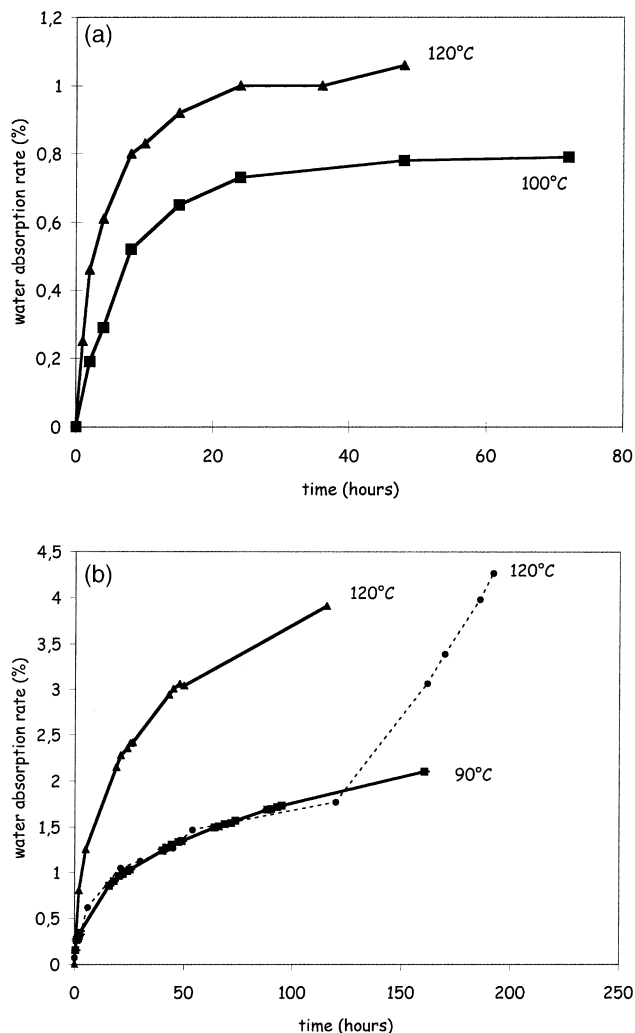 (a)
1,2
1
0,8
0,6
0,4
0,2
0
water absorption rate (%)
120°C
100°C
0 20 40 60 80
time (hours)
(b)
4,5
4
3,5
3
2,5
2
1,5
1
0,5
0
water absorption rate (%)
120°C
120°C
90°C
0 50 100 150 200 250
time (hours)